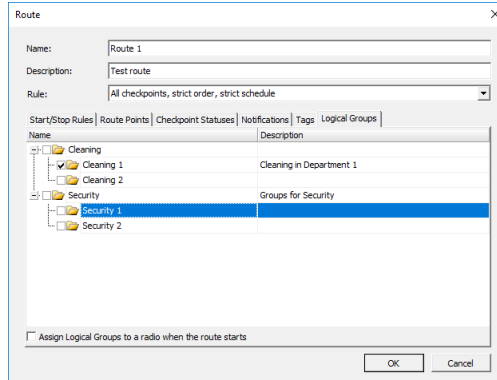 Route
Name: Route 1
Description: Test route
Rule: All checkpoints, strict order, strict schedule
Start/Stop Rules Route Points Checkpoint Statuses Notifications Tags Logical Groups
Name Description
Cleaning
Cleaning 1 Cleaning in Department 1
Cleaning 2
Security Groups for Security
Security 1
Security 2
Assign Logical Groups to a radio when the route starts
OK Cancel